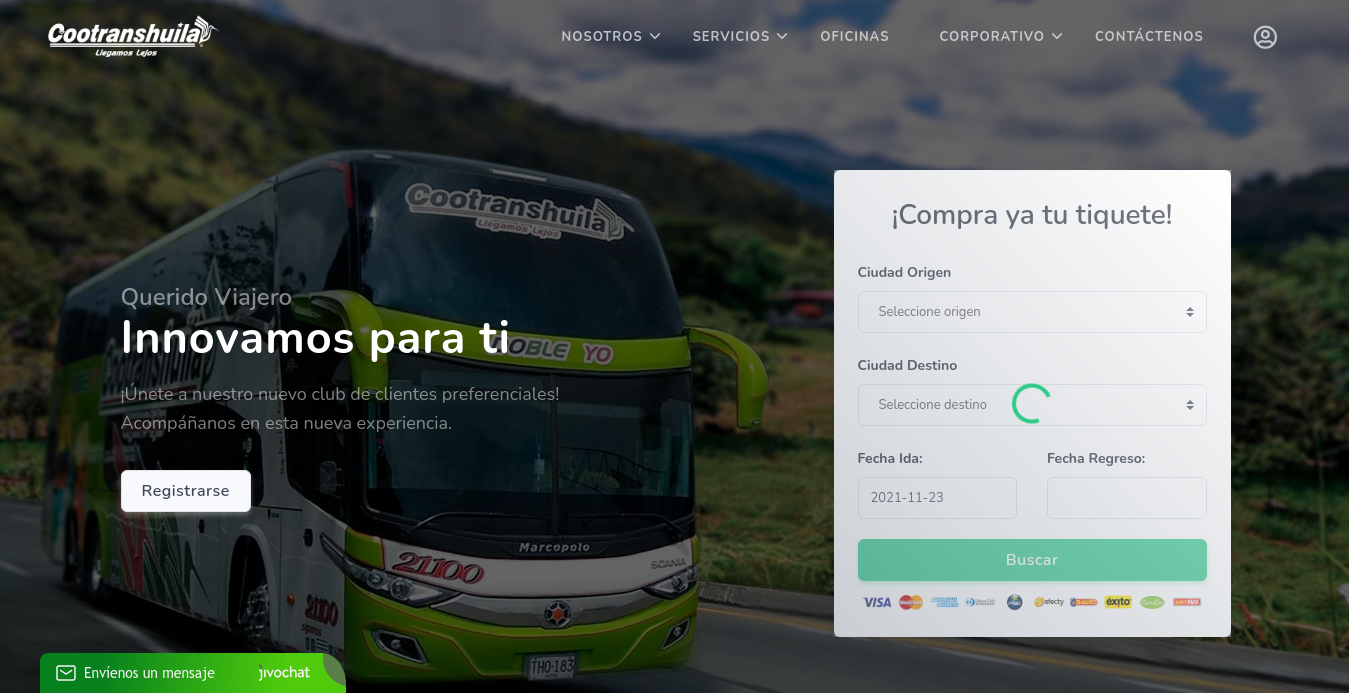 Cootranshuila
Llegamos Lejos
NOSOTROS
SERVICIOS
OFICINAS
CORPORATIVO
CONTÁCTENOS
Cootranshuila
Llegamos Lejos
DOBLE YO
Cootranshuila
Marcopolo
21100
SCANIA
21100
THO-183
Querido Viajero
Innovamos para ti
¡Únete a nuestro nuevo club de clientes preferenciales!
Acompáñanos en esta nueva experiencia.
Registrarse
¡Compra ya tu tiquete!
Ciudad Origen
Seleccione origen
Ciudad Destino
Seleccione destino
Fecha Ida: Fecha Regreso:
2021-11-23
Buscar
VISA efecty Baloto éxito
Envíenos un mensaje jivochat